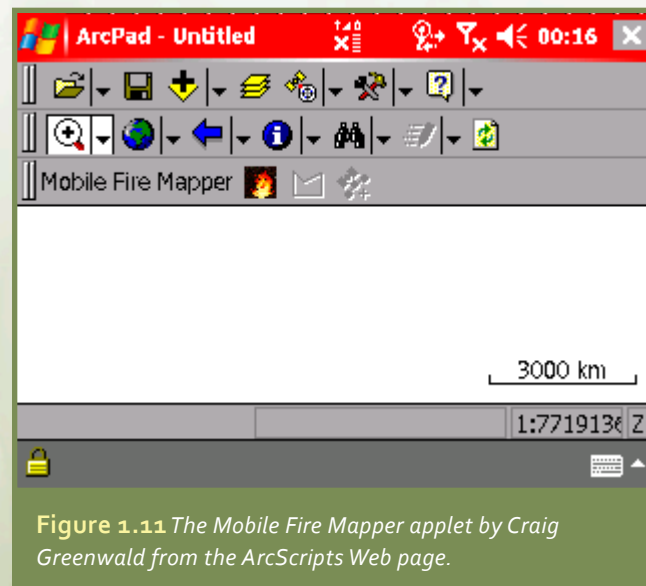 ArcPad - Untitled 00:16
Mobile Fire Mapper
3000 km
1:7719136 Z
Figure 1.11 The Mobile Fire Mapper applet by Craig
Greenwald from the ArcScripts Web page.